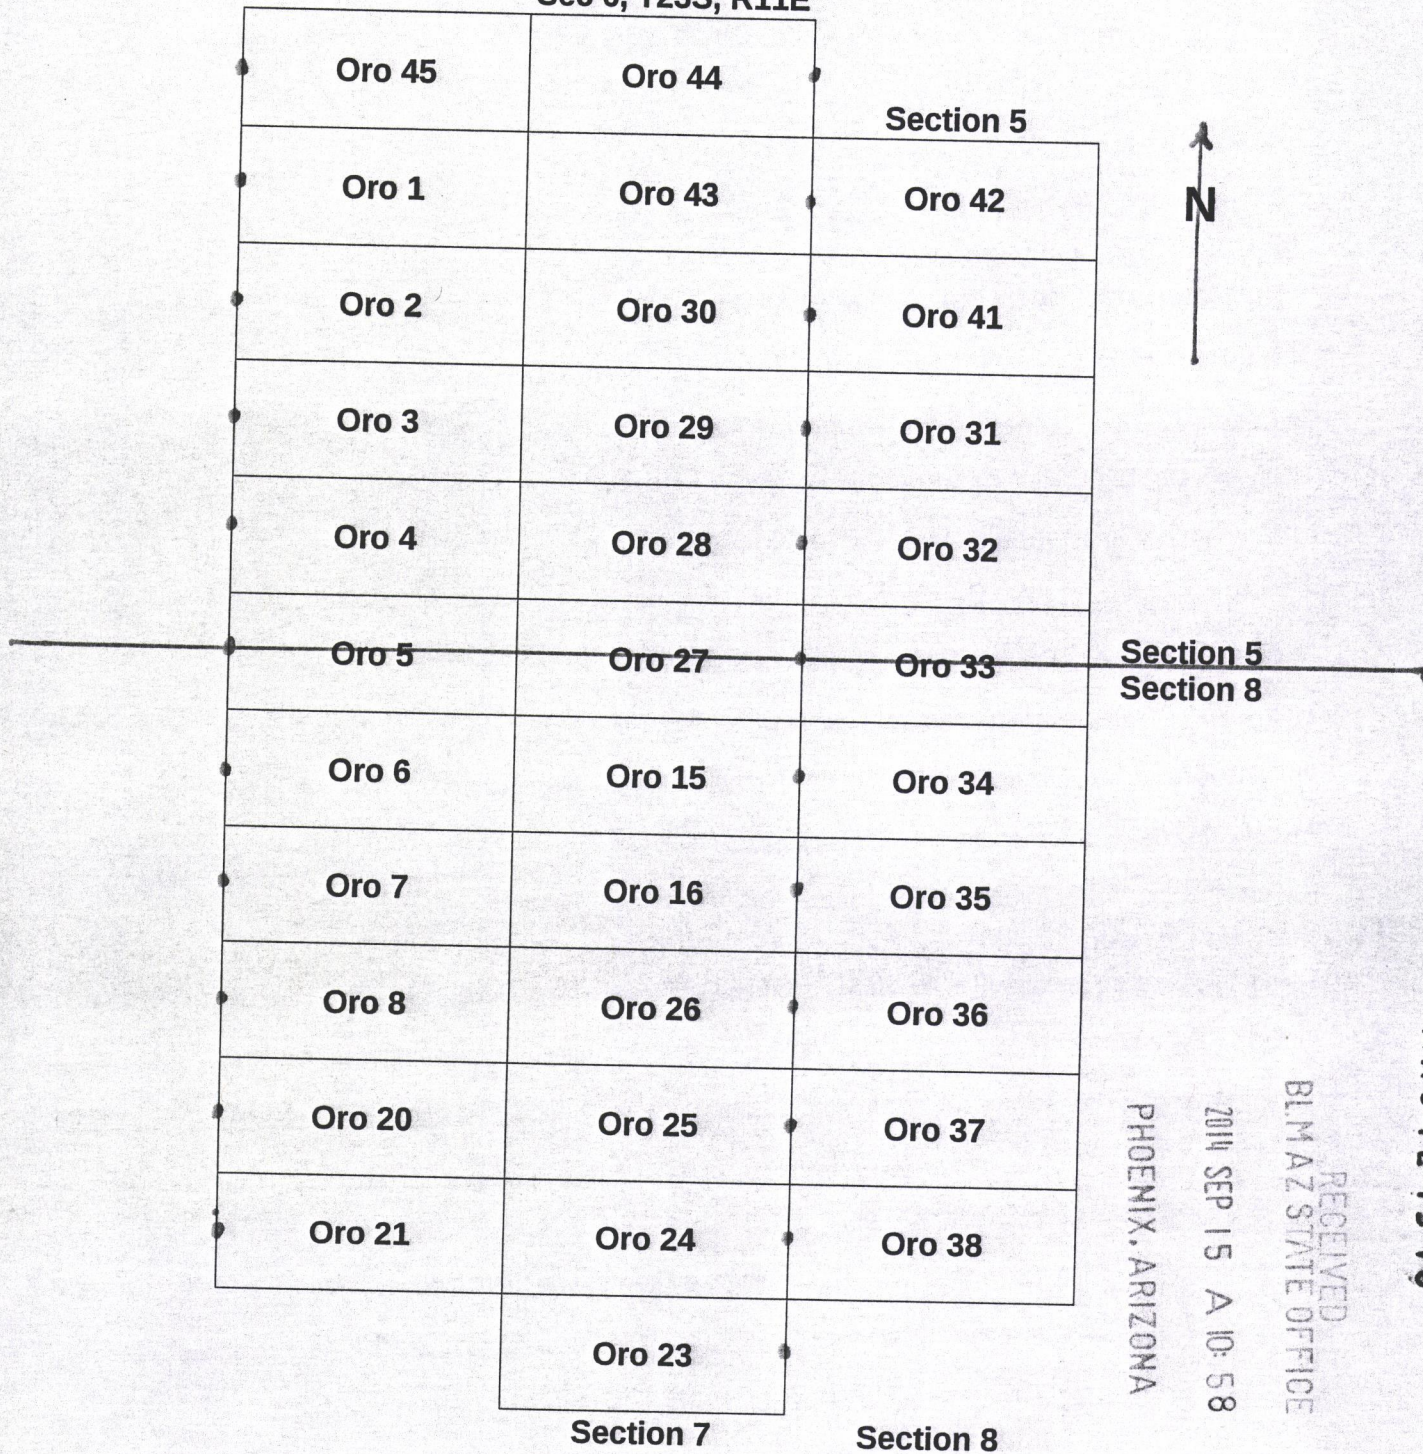 Oro 45 Oro 44
Section 5
Oro 1 Oro 43 Oro 42
N
Oro 2 Oro 30 Oro 41
Oro 3 Oro 29 Oro 31
Oro 4 Oro 28 Oro 32
Oro 5 Oro 27 Oro 33
Section 5
Section 8
Oro 6 Oro 15 Oro 34
Oro 7 Oro 16 Oro 35
Oro 8 Oro 26 Oro 36
Oro 20 Oro 25 Oro 37
Oro 21 Oro 24 Oro 38
Oro 23
Section 7 Section 8
RECEIVED
BLM AZ STATE OFFICE
2014 SEP 15 A 10:58
PHOENIX, ARIZONA